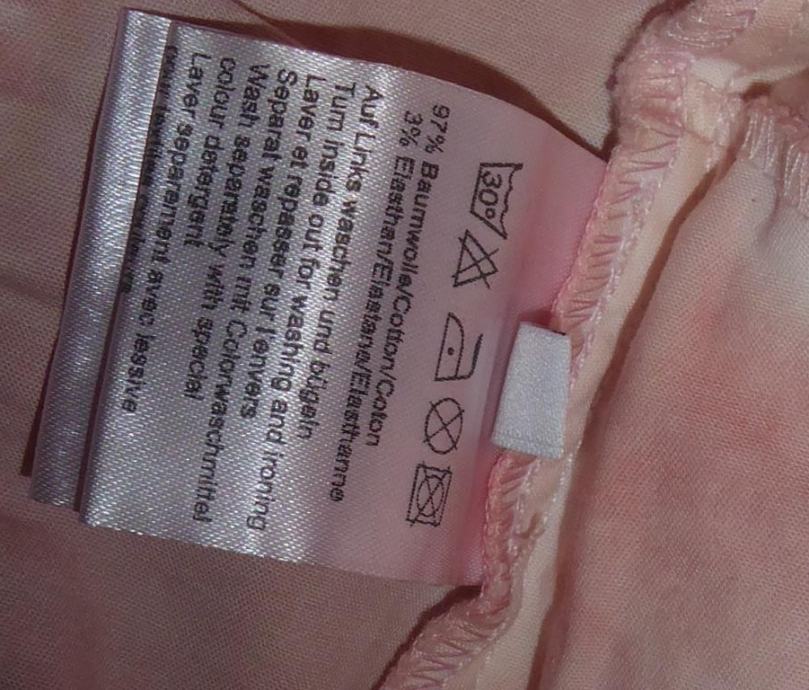 30°
97% Baumwolle/Cotton/Coton
3% Elasthan/Elastane/Elasthanne
Auf Links waschen und bügeln
Turn inside out for washing and ironing
Laver et repasser sur l'envers
Separat waschen mit Colorwaschmittel
Wash separately with special
colour detergent
Laver séparément avec lessive